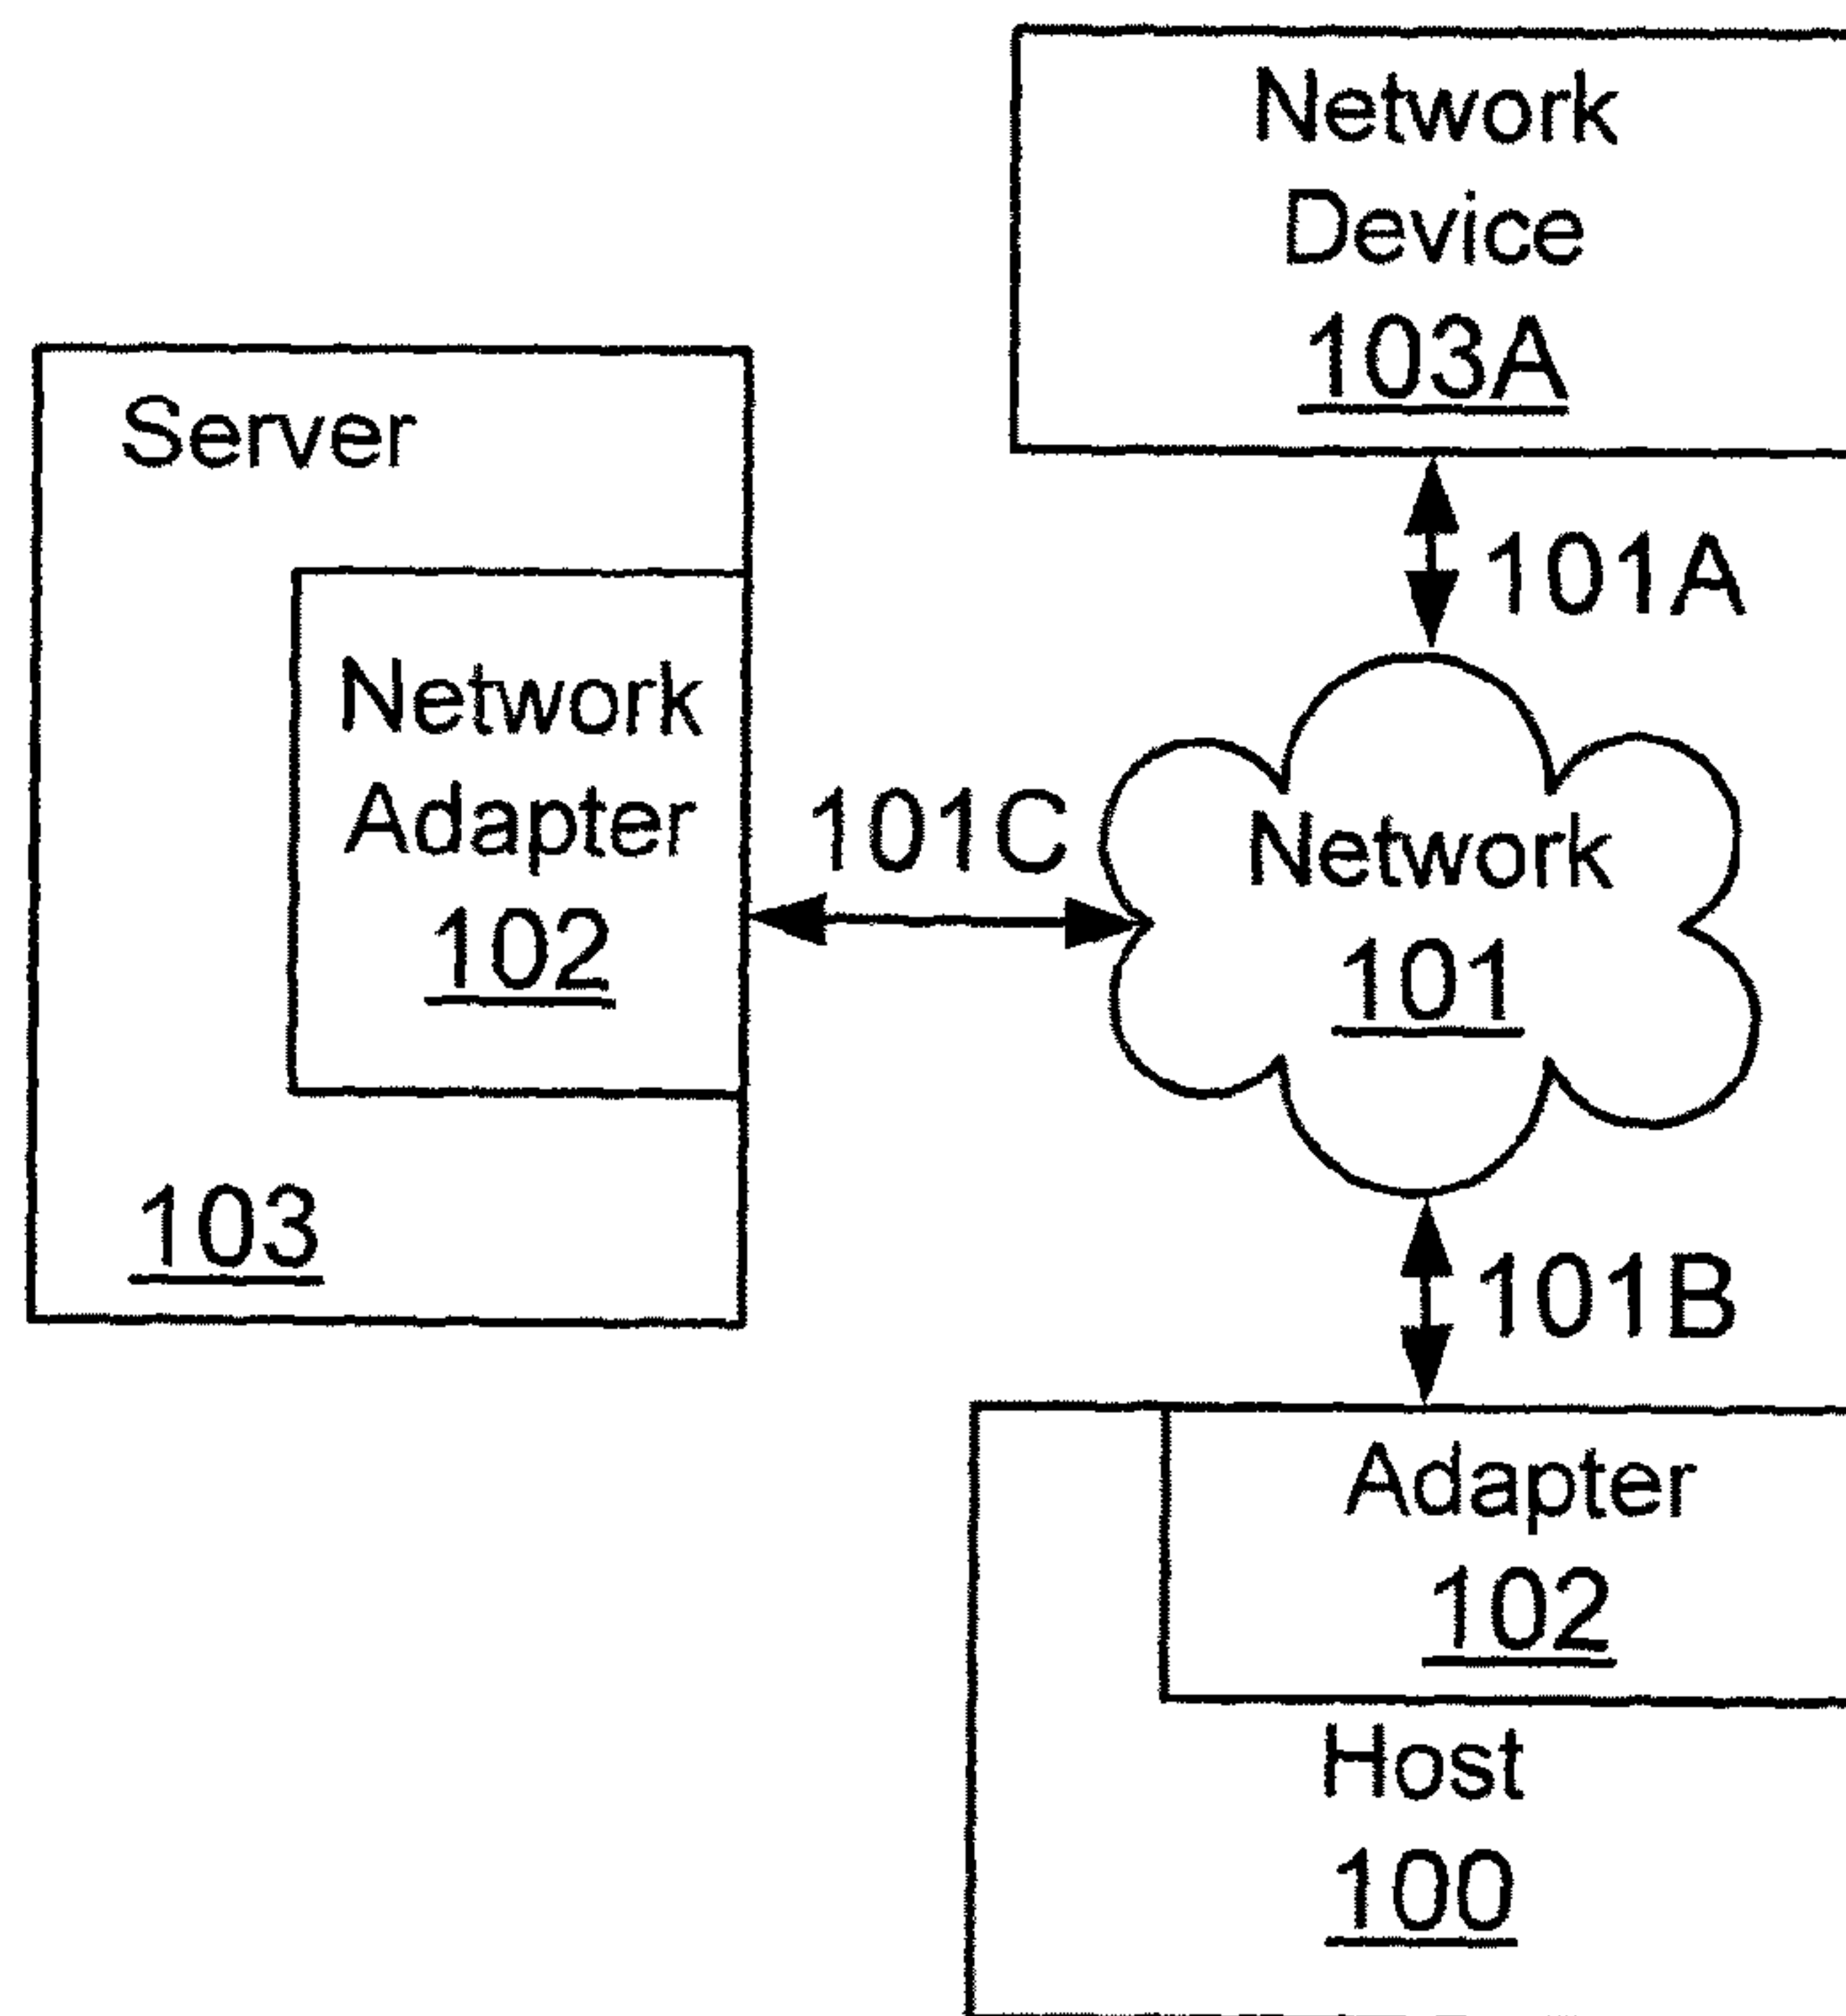 Network
Device
103A
101A
Server
Network
Adapter
102
103
101C
Network
101
101B
Adapter
102
Host
100